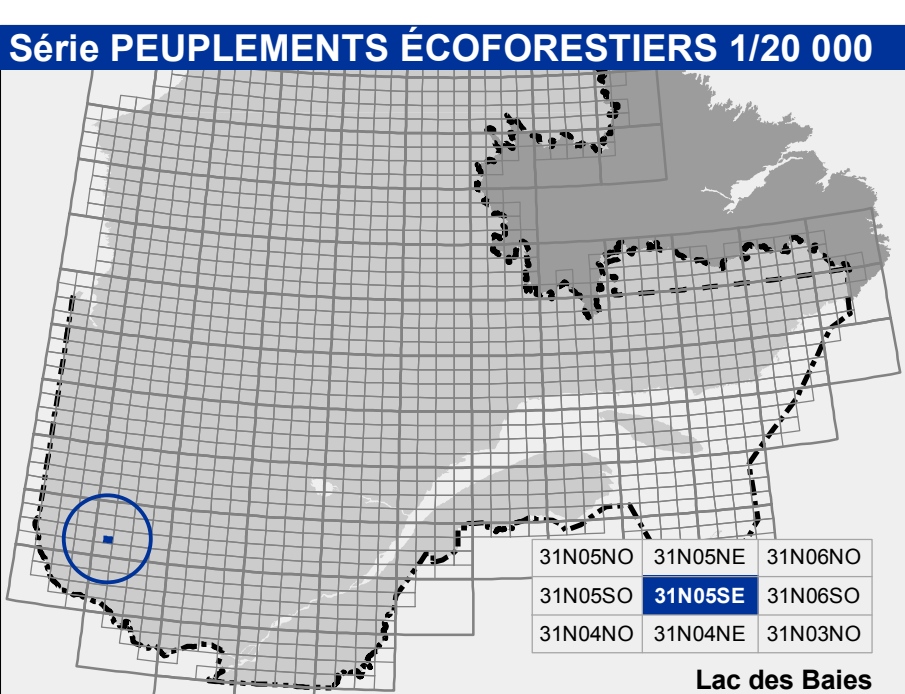 Série PEUPLEMENTS ÉCOFORESTIERS 1/20 000
31N05NO 31N05NE 31N06NO
31N05SO 31N05SE 31N06SO
31N04NO 31N04NE 31N03NO
Lac des Baies